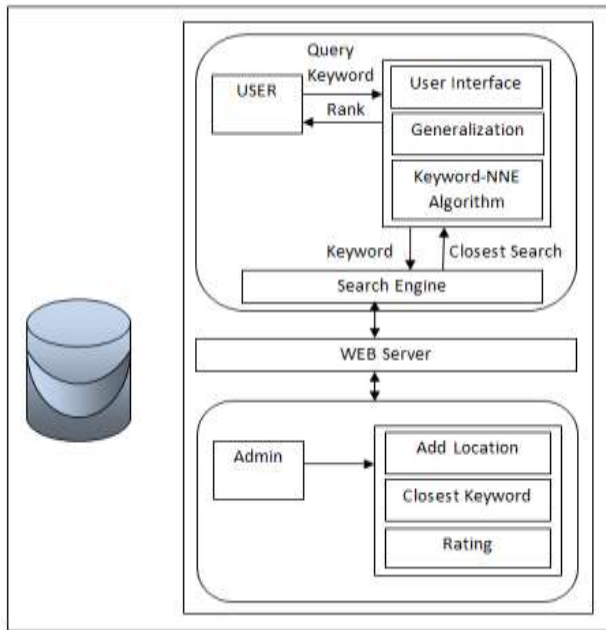 Query
Keyword
USER
Rank
User Interface
Generalization
Keyword-NNE
Algorithm
Keyword
Closest Search
Search Engine
WEB Server
Admin
Add Location
Closest Keyword
Rating